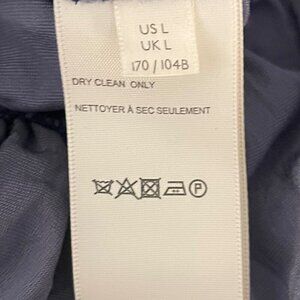 US L
UK L
170 / 104B
DRY CLEAN ONLY
NETTOYER À SEC SEULEMENT
P